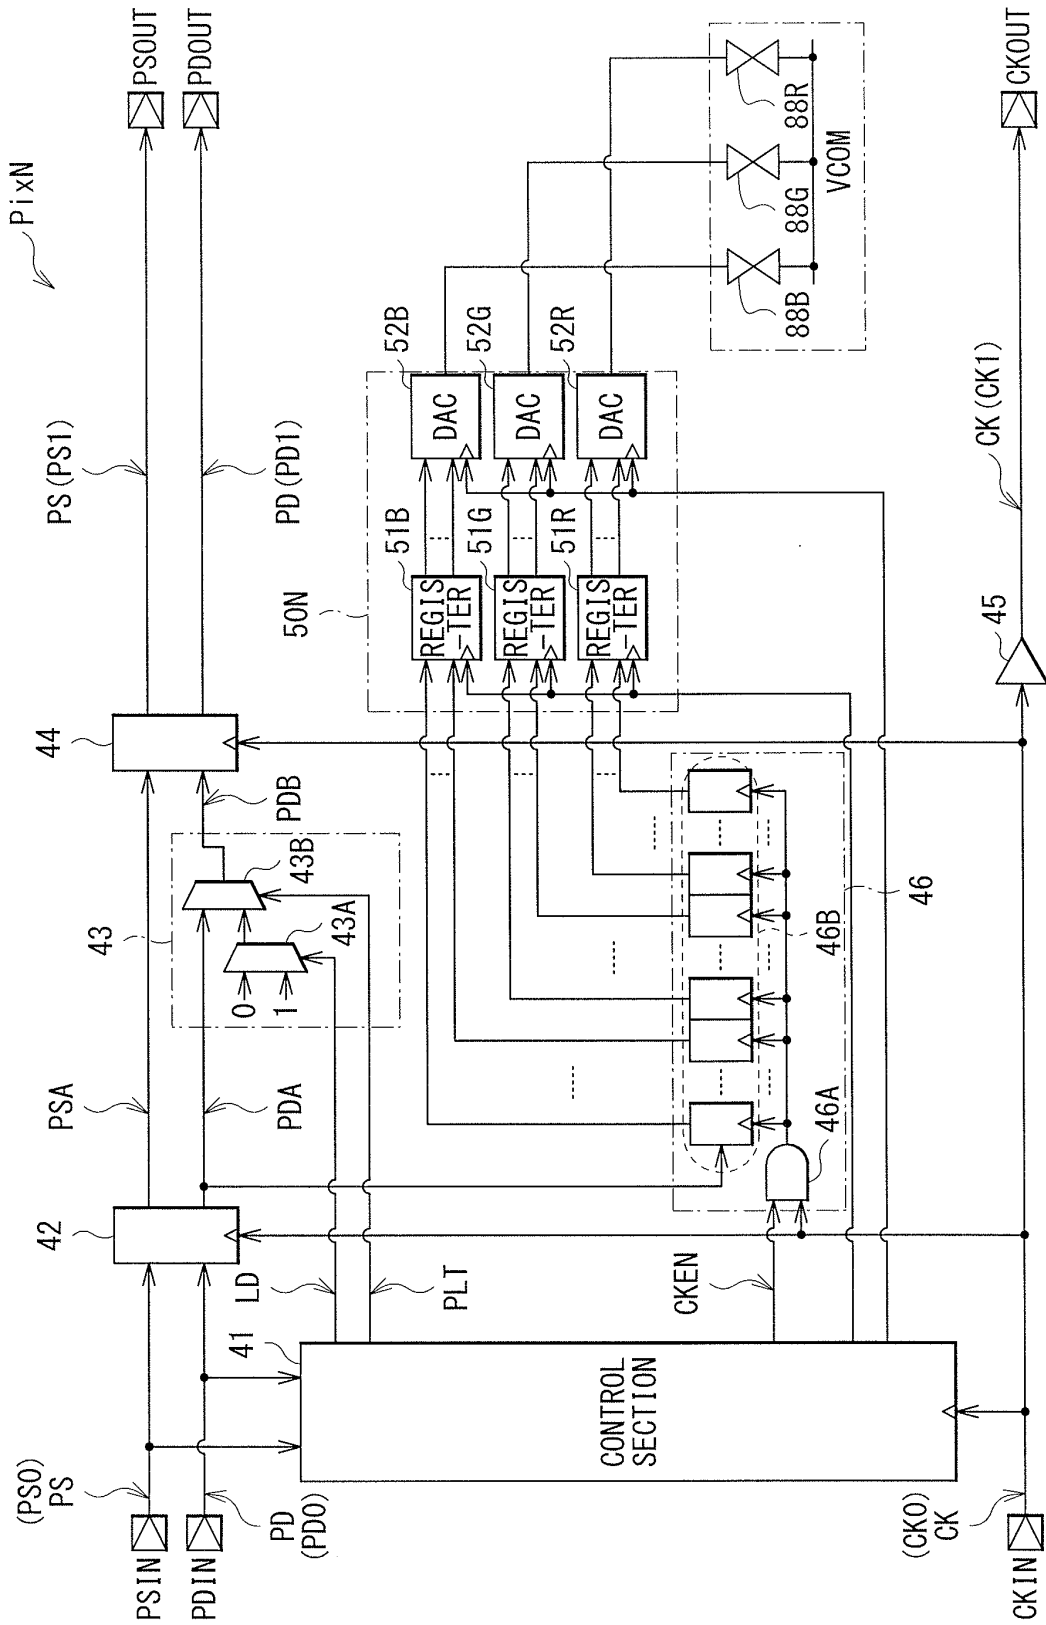 PixN
PSIN
(PS0)
PS
PSA
PS(PS1)
PSOUT
PDIN
PD
(PD0)
PDA
PDB
PD(PD1)
PDOUT
41
42
43
43A
43B
44
0
1
LD
PLT
CONTROL
SECTION
CKEN
46A
46B
46
50N
51B
REGIS
-TER
52B
DAC
51G
REGIS
-TER
52G
DAC
51R
REGIS
-TER
52R
DAC
88B
88G
88R
VCOM
CKIN
(CK0)
CK
45
CK(CK1)
CKOUT